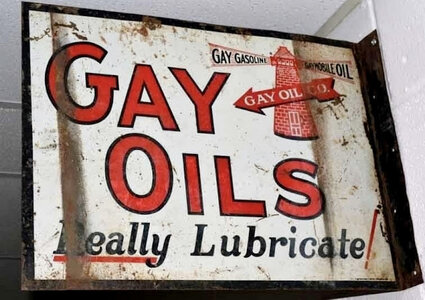 GAY GASOLINE
GAYMOBILE OIL
GAY OIL CO.
GAY
OILS
Really Lubricate!